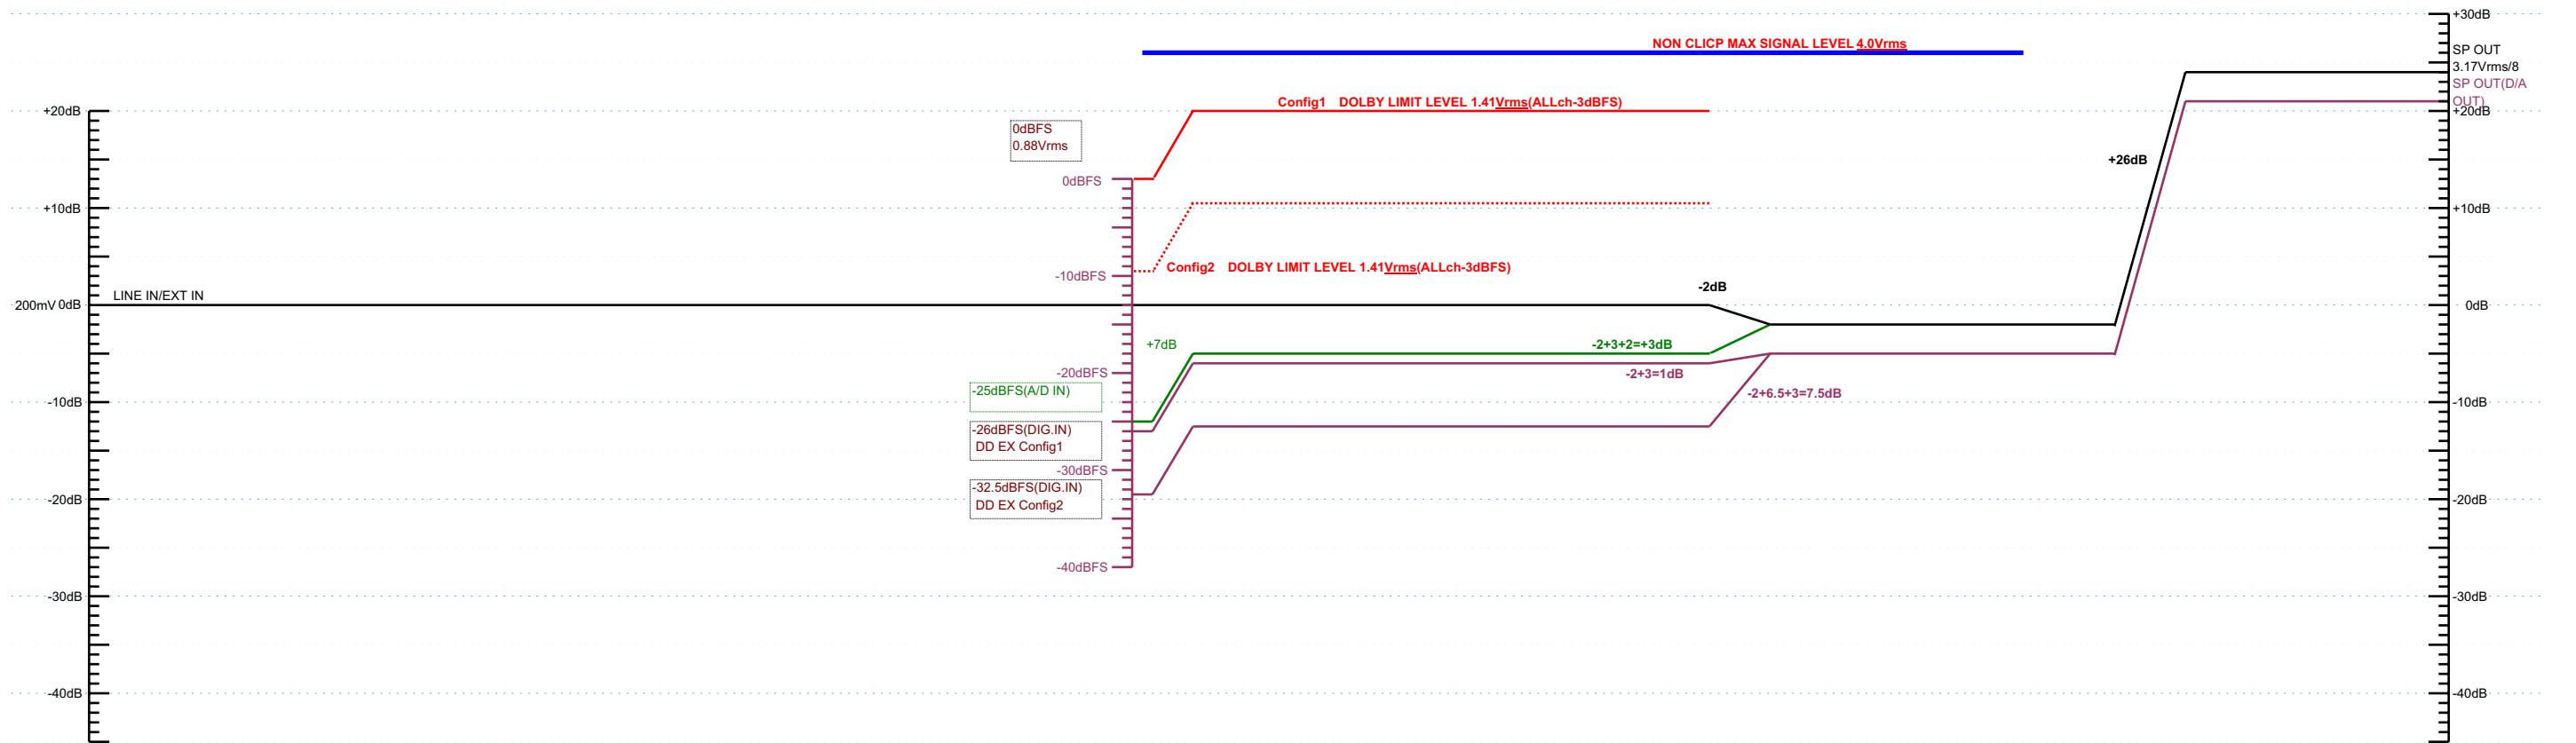 +30dB
NON CLICP MAX SIGNAL LEVEL 4.0Vrms
SP OUT
3.17Vrms/8
SP OUT(D/A
OUT)
+20dB
Config1 DOLBY LIMIT LEVEL 1.41Vrms(ALLch-3dBFS)
+20dB
0dBFS
0.88Vrms
+26dB
0dBFS
+10dB
+10dB
Config2 DOLBY LIMIT LEVEL 1.41Vrms(ALLch-3dBFS)
-10dBFS
-2dB
LINE IN/EXT IN
200mV 0dB
0dB
+7dB
-2+3+2=+3dB
-20dBFS
-2+3=1dB
-25dBFS(A/D IN)
-2+6.5+3=7.5dB
-10dB
-10dB
-26dBFS(DIG.IN)
DD EX Config1
-30dBFS
-32.5dBFS(DIG.IN)
DD EX Config2
-20dB
-20dB
-40dBFS
-30dB
-30dB
-40dB
-40dB